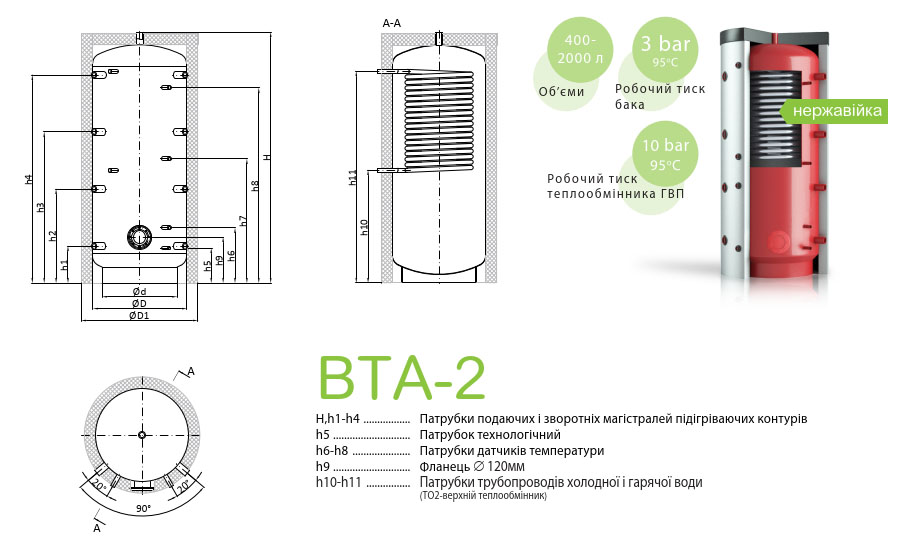 A-A
400-
2000 л
Об'єми
3 bar
95°C
Робочий тиск
бака
10 bar
95°C
Робочий тиск
теплообмінника ГВП
нержавійка
h4
h3
h2
h1
h5
h9
h6
h7
h8
H
Ød
ØD
ØD1
h11
h10
A
20°
20°
90°
A
ВТА-2
H,h1-h4 ................. Патрубки подаючих і зворотніх магістралей підігріваючих контурів
h5 ............................ Патрубок технологічний
h6-h8 ..................... Патрубки датчиків температури
h9 ............................ Фланець ∅ 120мм
h10-h11 ................ Патрубки трубопроводів холодної і гарячої води
(ТО2-верхній теплообмінник)